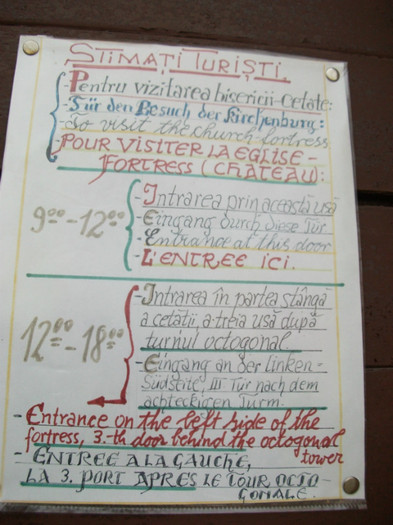 STIMAȚI TURIȘTI,
-Pentru vizitarea bisericii-cetate:
-Für den Besuch der Kirchenburg:
-To visit the church fortress
POUR VISITER LA EGLISE-
FORTRESS (CHATEAU):
9⁰⁰-12⁰⁰
-Intrarea prin această ușă
-Eingang durch diese Tür
-Entrance at this door
-L'ENTREE ICI.
12⁰⁰-18⁰⁰
-Intrarea în partea stângă
a cetății, a treia ușă după
turnul octogonal
-Eingang an der linken-
Südseite, III Tür nach dem
achteckigen Turm.
-Entrance on the left side of the
fortress, 3.-th door behind the octogonal
tower
-ENTREE A LA GAUCHE,
LA 3. PORT APRES LE TOUR OCTO-
GONALE.